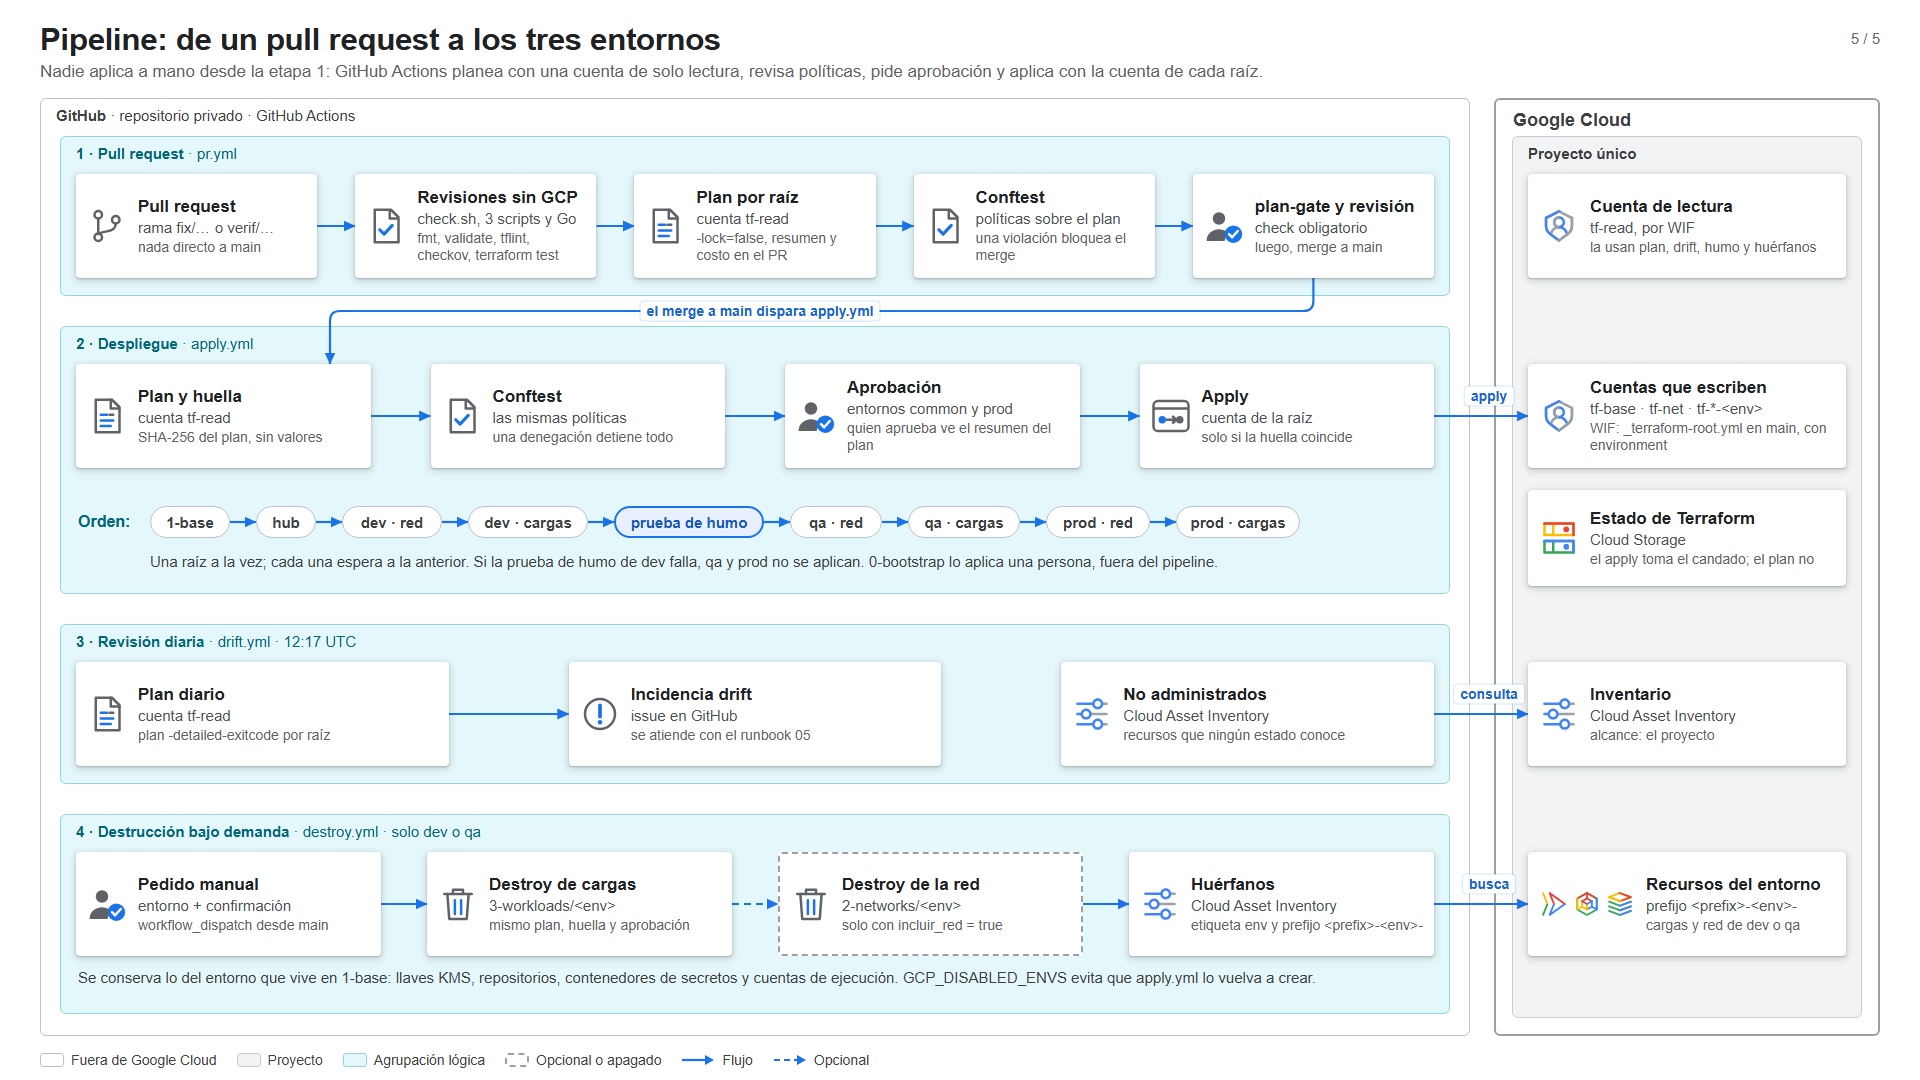 Pipeline: de un pull request a los tres entornos
5 / 5
Nadie aplica a mano desde la etapa 1: GitHub Actions planea con una cuenta de solo lectura, revisa políticas, pide aprobación y aplica con la cuenta de cada raíz.
GitHub · repositorio privado · GitHub Actions
1 · Pull request · pr.yml
Pull request
rama fix/… o verif/…
nada directo a main
Revisiones sin GCP
check.sh, 3 scripts y Go
fmt, validate, tflint,
checkov, terraform test
Plan por raíz
cuenta tf-read
-lock=false, resumen y
costo en el PR
Conftest
políticas sobre el plan
una violación bloquea el
merge
plan-gate y revisión
check obligatorio
luego, merge a main
el merge a main dispara apply.yml
2 · Despliegue · apply.yml
Plan y huella
cuenta tf-read
SHA-256 del plan, sin valores
Conftest
las mismas políticas
una denegación detiene todo
Aprobación
entornos common y prod
quien aprueba ve el resumen del
plan
Apply
cuenta de la raíz
solo si la huella coincide
apply
Orden:
1-base
hub
dev · red
dev · cargas
prueba de humo
qa · red
qa · cargas
prod · red
prod · cargas
Una raíz a la vez; cada una espera a la anterior. Si la prueba de humo de dev falla, qa y prod no se aplican. 0-bootstrap lo aplica una persona, fuera del pipeline.
3 · Revisión diaria · drift.yml · 12:17 UTC
Plan diario
cuenta tf-read
plan -detailed-exitcode por raíz
Incidencia drift
issue en GitHub
se atiende con el runbook 05
No administrados
Cloud Asset Inventory
recursos que ningún estado conoce
consulta
4 · Destrucción bajo demanda · destroy.yml · solo dev o qa
Pedido manual
entorno + confirmación
workflow_dispatch desde main
Destroy de cargas
3-workloads/<env>
mismo plan, huella y aprobación
Destroy de la red
2-networks/<env>
solo con incluir_red = true
Huérfanos
Cloud Asset Inventory
etiqueta env y prefijo <prefix>-<env>-
busca
Se conserva lo del entorno que vive en 1-base: llaves KMS, repositorios, contenedores de secretos y cuentas de ejecución. GCP_DISABLED_ENVS evita que apply.yml lo vuelva a crear.
Google Cloud
Proyecto único
Cuenta de lectura
tf-read, por WIF
la usan plan, drift, humo y huérfanos
Cuentas que escriben
tf-base · tf-net · tf-*-<env>
WIF: _terraform-root.yml en main, con
environment
Estado de Terraform
Cloud Storage
el apply toma el candado; el plan no
Inventario
Cloud Asset Inventory
alcance: el proyecto
Recursos del entorno
prefijo <prefix>-<env>-
cargas y red de dev o qa
Fuera de Google Cloud
Proyecto
Agrupación lógica
Opcional o apagado
Flujo
Opcional